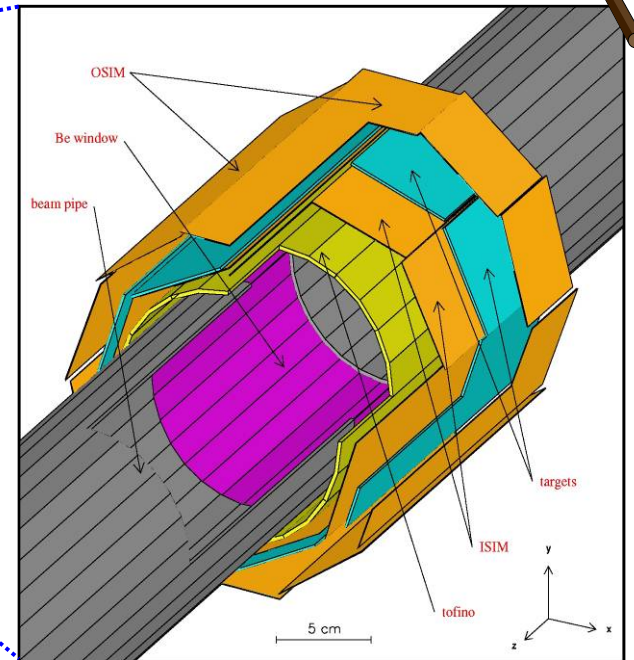 OSIM
Be window
beam pipe
targets
ISIM
tofino
5 cm
y
x
z